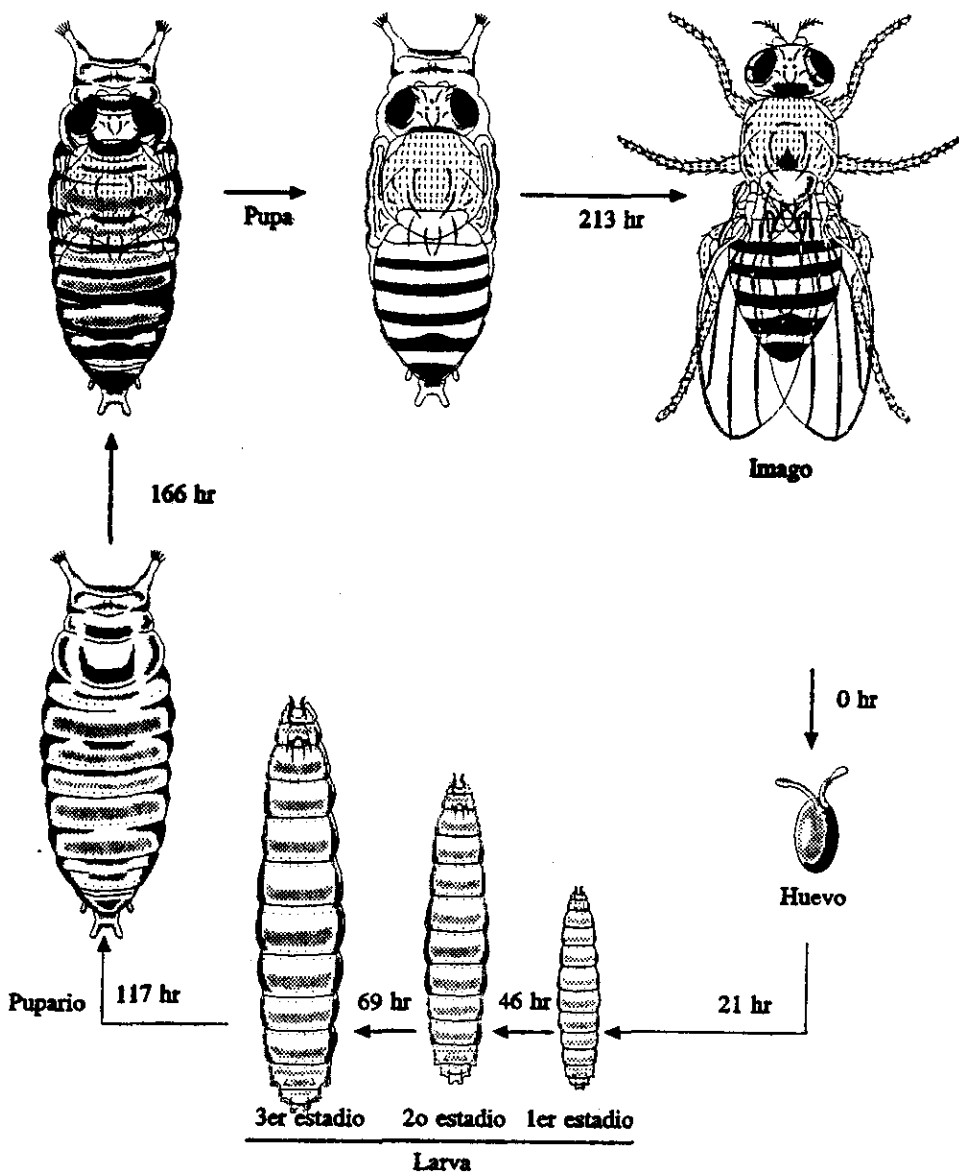 Pupa
213 hr
Imago
166 hr
0 hr
Huevo
Pupario
117 hr
69 hr
46 hr
21 hr
3er estadio
2o estadio
1er estadio
Larva